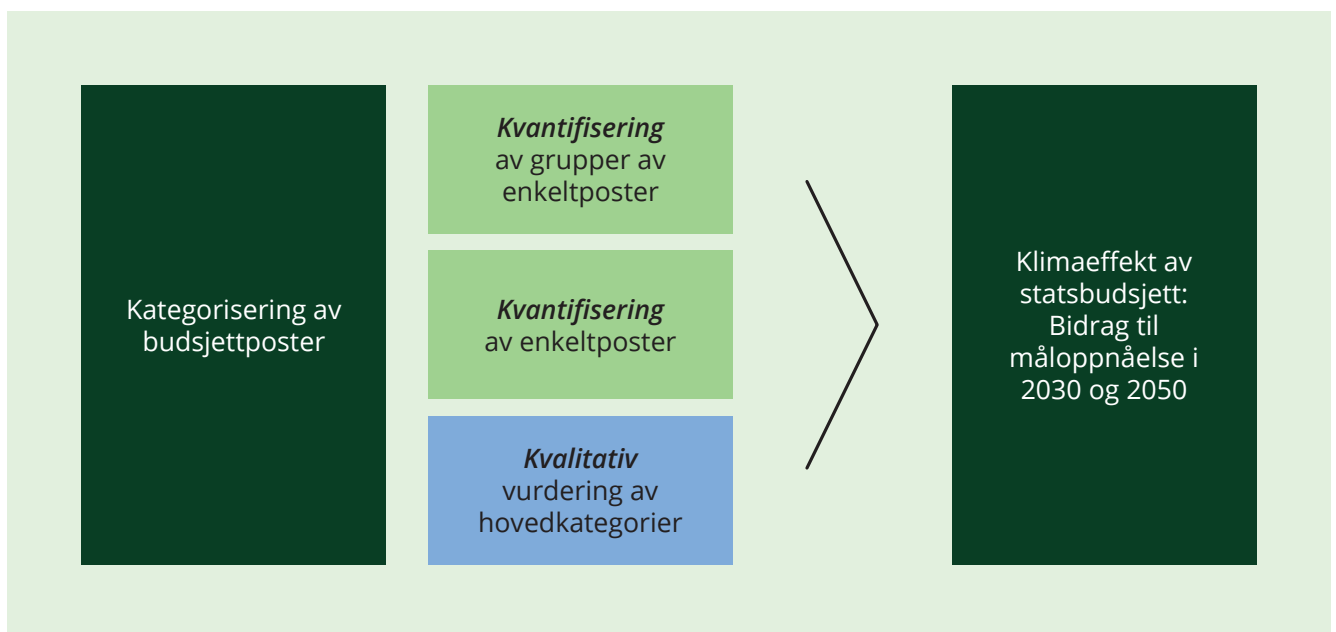 Kategorisering av
budsjettposter
Kvantifisering
av grupper av
enkeltposter
Kvantifisering
av enkeltposter
Kvalitativ
vurdering av
hovedkategorier
Klimaeffekt av
statsbudsjett:
Bidrag til
måloppnåelse i
2030 og 2050